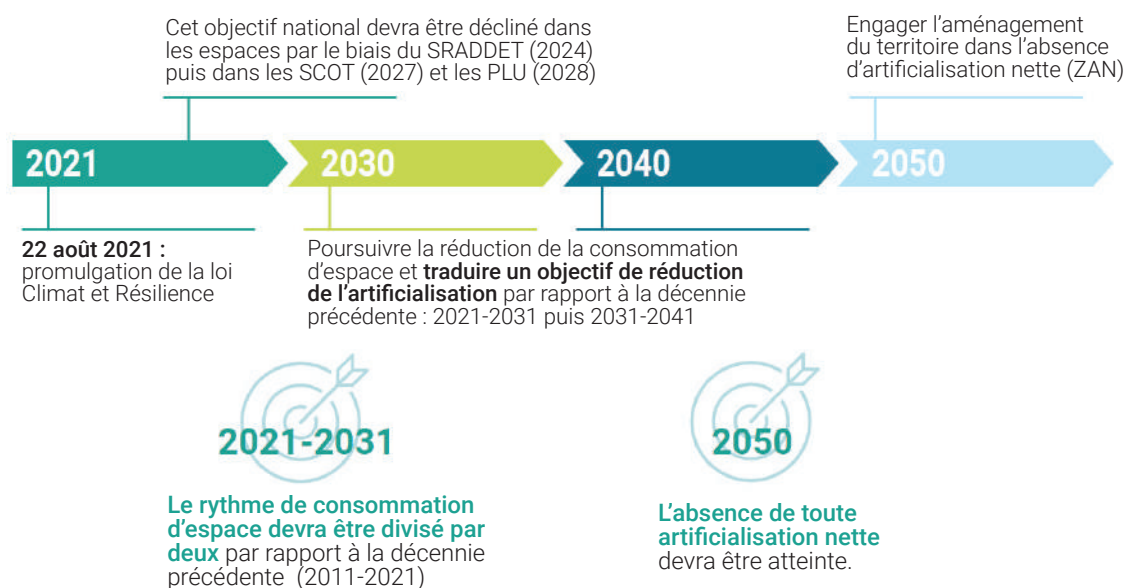 Cet objectif national devra être décliné dans
les espaces par le biais du SRADDET (2024)
puis dans les SCOT (2027) et les PLU (2028)
Engager l'aménagement
du territoire dans l'absence
d'artificialisation nette (ZAN)
2021
2030
2040
2050
22 août 2021 :
promulgation de la loi
Climat et Résilience
Poursuivre la réduction de la consommation
d'espace et traduire un objectif de réduction
de l'artificialisation par rapport à la décennie
précédente : 2021-2031 puis 2031-2041
2021-2031
Le rythme de consommation
d'espace devra être divisé par
deux par rapport à la décennie
précédente (2011-2021)
2050
L'absence de toute
artificialisation nette
devra être atteinte.